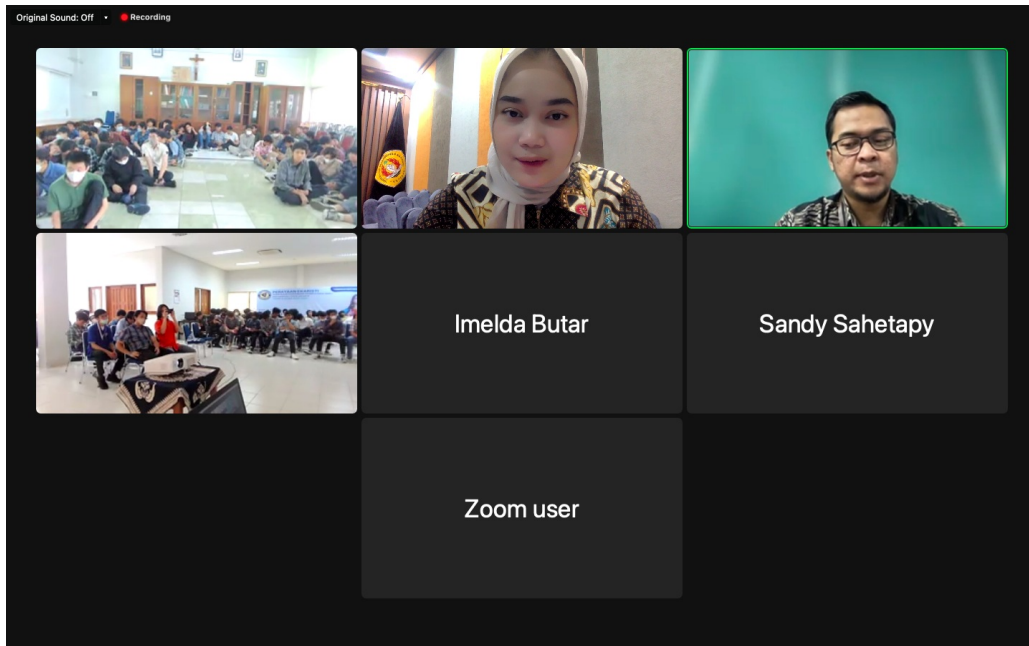 Original Sound: Off
Recording
Imelda Butar
Sandy Sahetapy
Zoom user